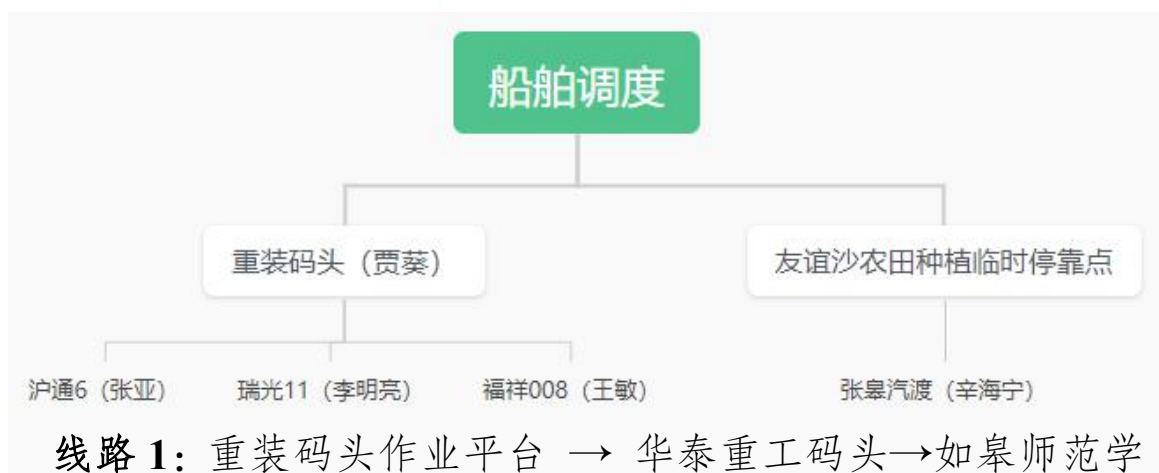 船舶调度
重装码头（贾葵） 友谊沙农田种植临时停靠点
沪通6（张亚） 瑞光11（李明亮） 福祥008（王敏） 张皋汽渡（辛海宁）
线路 1：重装码头作业平台 → 华泰重工码头→如皋师范学